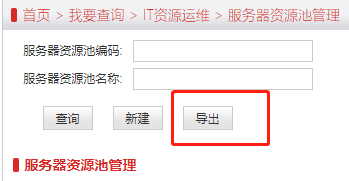 首页 > 我要查询 > IT资源运维 > 服务器资源池管理
服务器资源池编码:
服务器资源池名称:
查询 新建 导出
服务器资源池管理